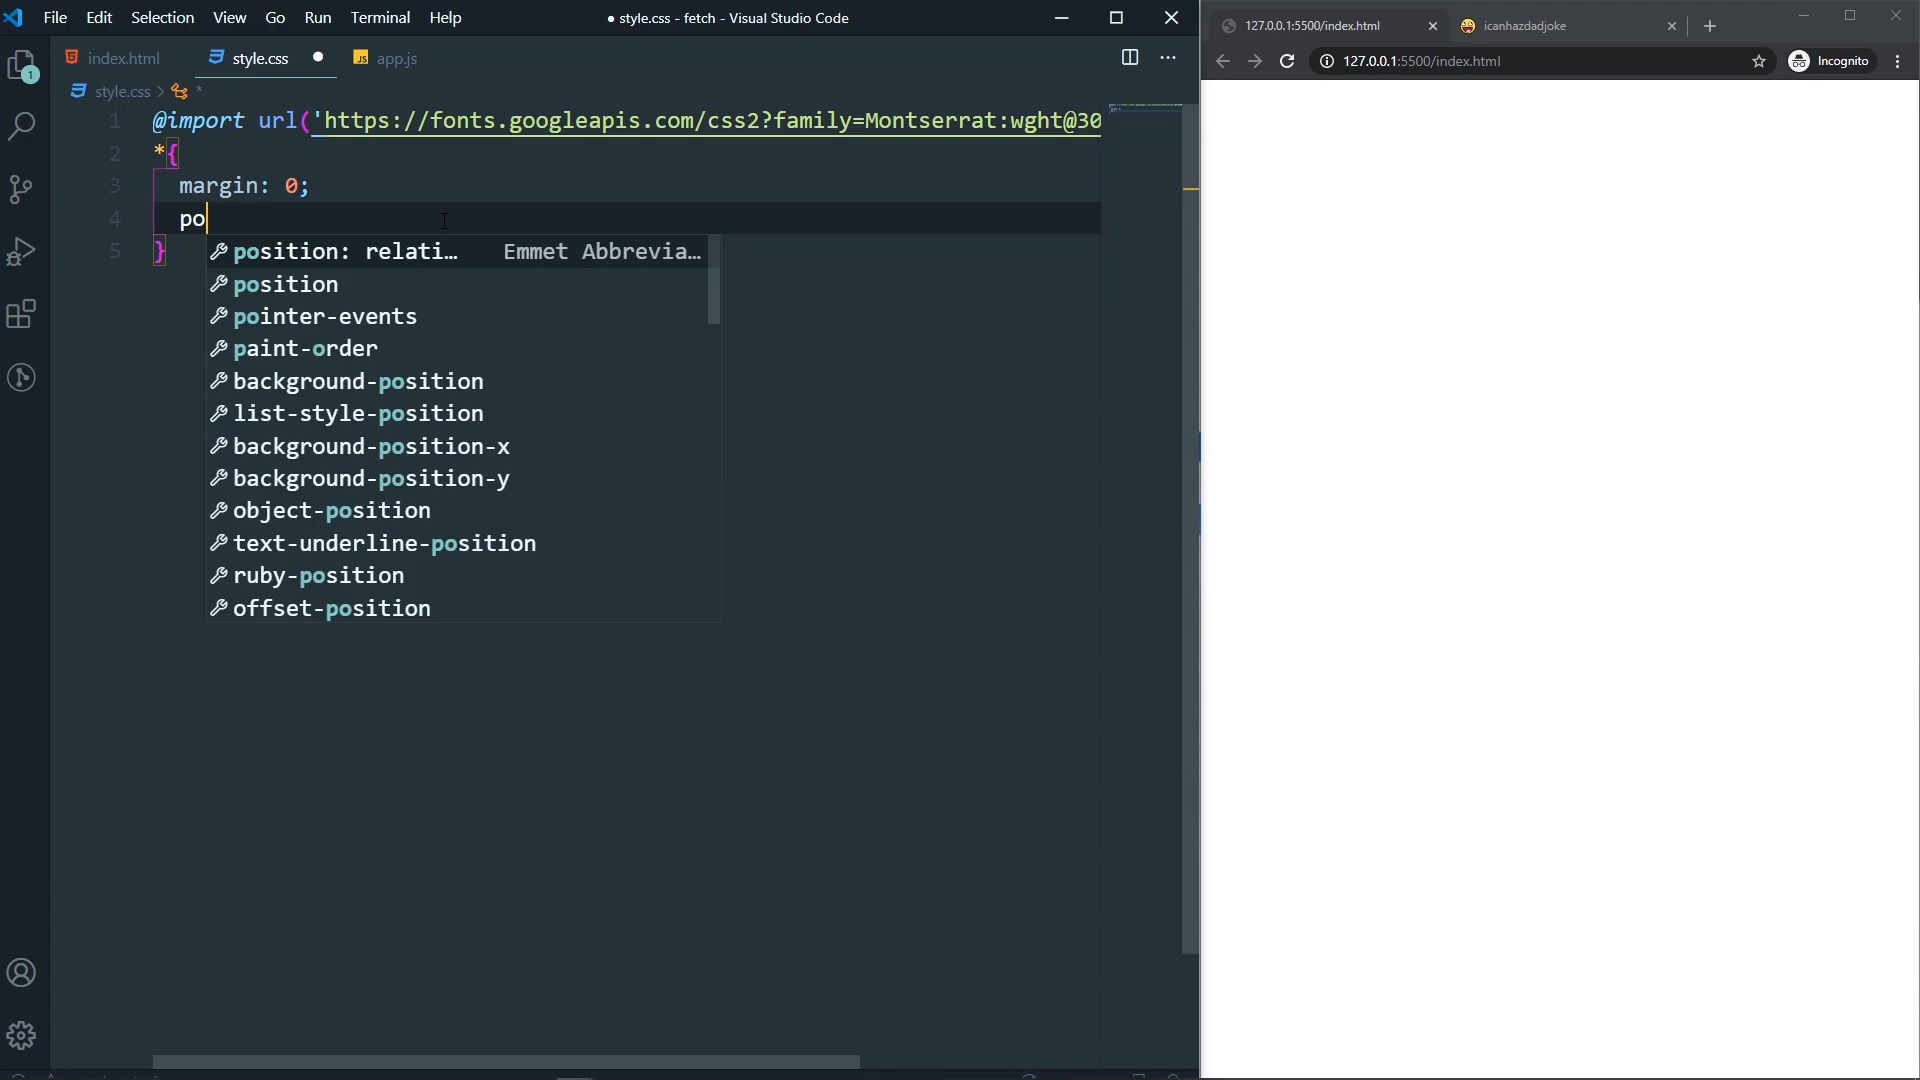 File Edit Selection View Go Run Terminal Help
● style.css - fetch - Visual Studio Code
index.html
style.css
JS app.js
style.css > *
1 @import url('https://fonts.googleapis.com/css2?family=Montserrat:wght@30
2 *{
3 margin: 0;
4 po
5 }
position: relati… Emmet Abbrevia…
position
pointer-events
paint-order
background-position
list-style-position
background-position-x
background-position-y
object-position
text-underline-position
ruby-position
offset-position
1
127.0.0.1:5500/index.html
icanhazdadjoke
127.0.0.1:5500/index.html
Incognito